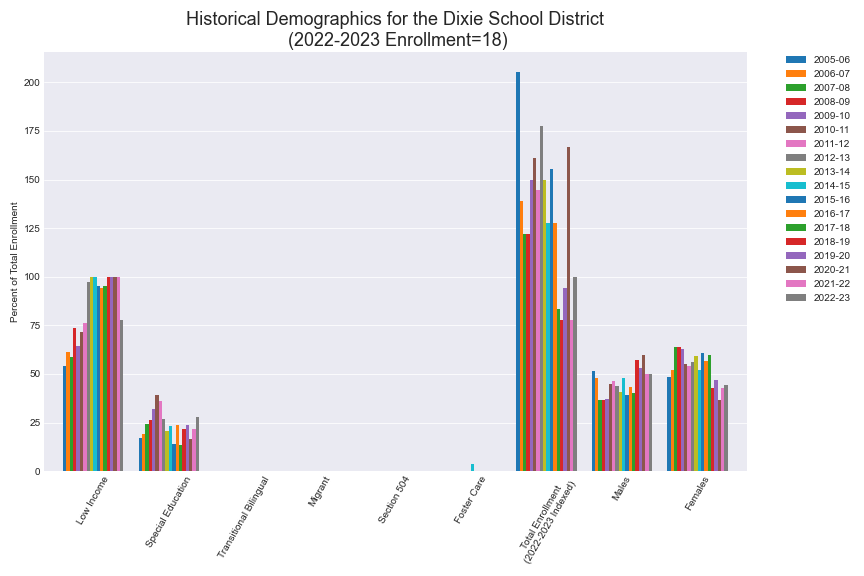 Historical Demographics for the Dixie School District
(2022-2023 Enrollment=18)
Percent of Total Enrollment
200
175
150
125
100
75
50
25
0
Low Income
Special Education
Transitional Bilingual
Migrant
Section 504
Foster Care
Total Enrollment
(2022-2023 Indexed)
Males
Females
2005-06
2006-07
2007-08
2008-09
2009-10
2010-11
2011-12
2012-13
2013-14
2014-15
2015-16
2016-17
2017-18
2018-19
2019-20
2020-21
2021-22
2022-23